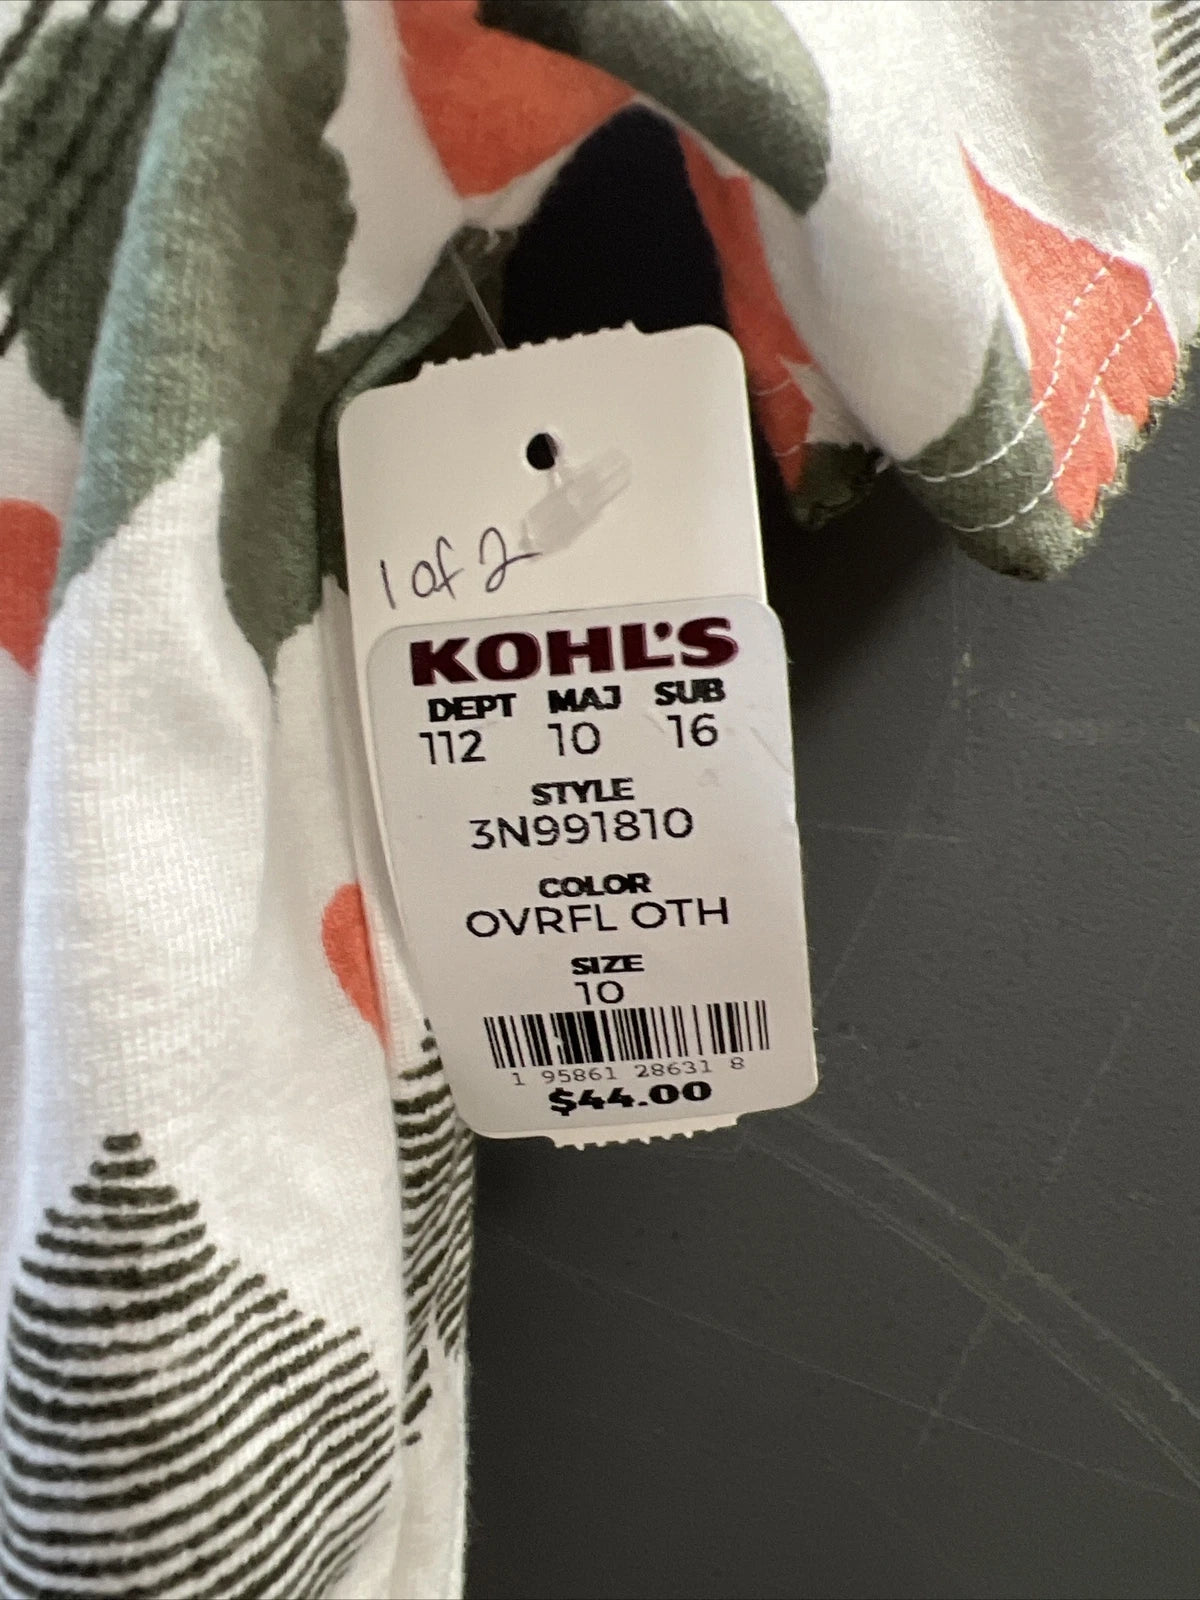 1 of 2
KOHL'S
DEPT MAJ SUB
112 10 16
STYLE
3N991810
COLOR
OVRFL OTH
SIZE
10
1 95861 28631 8
$44.00